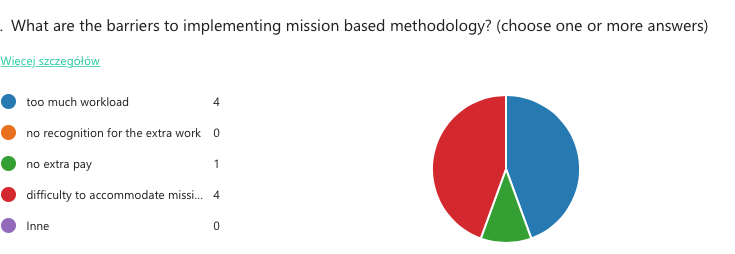 . What are the barriers to implementing mission based methodology? (choose one or more answers)
Więcej szczegółów
too much workload 4
no recognition for the extra work 0
no extra pay 1
difficulty to accommodate missi... 4
Inne 0